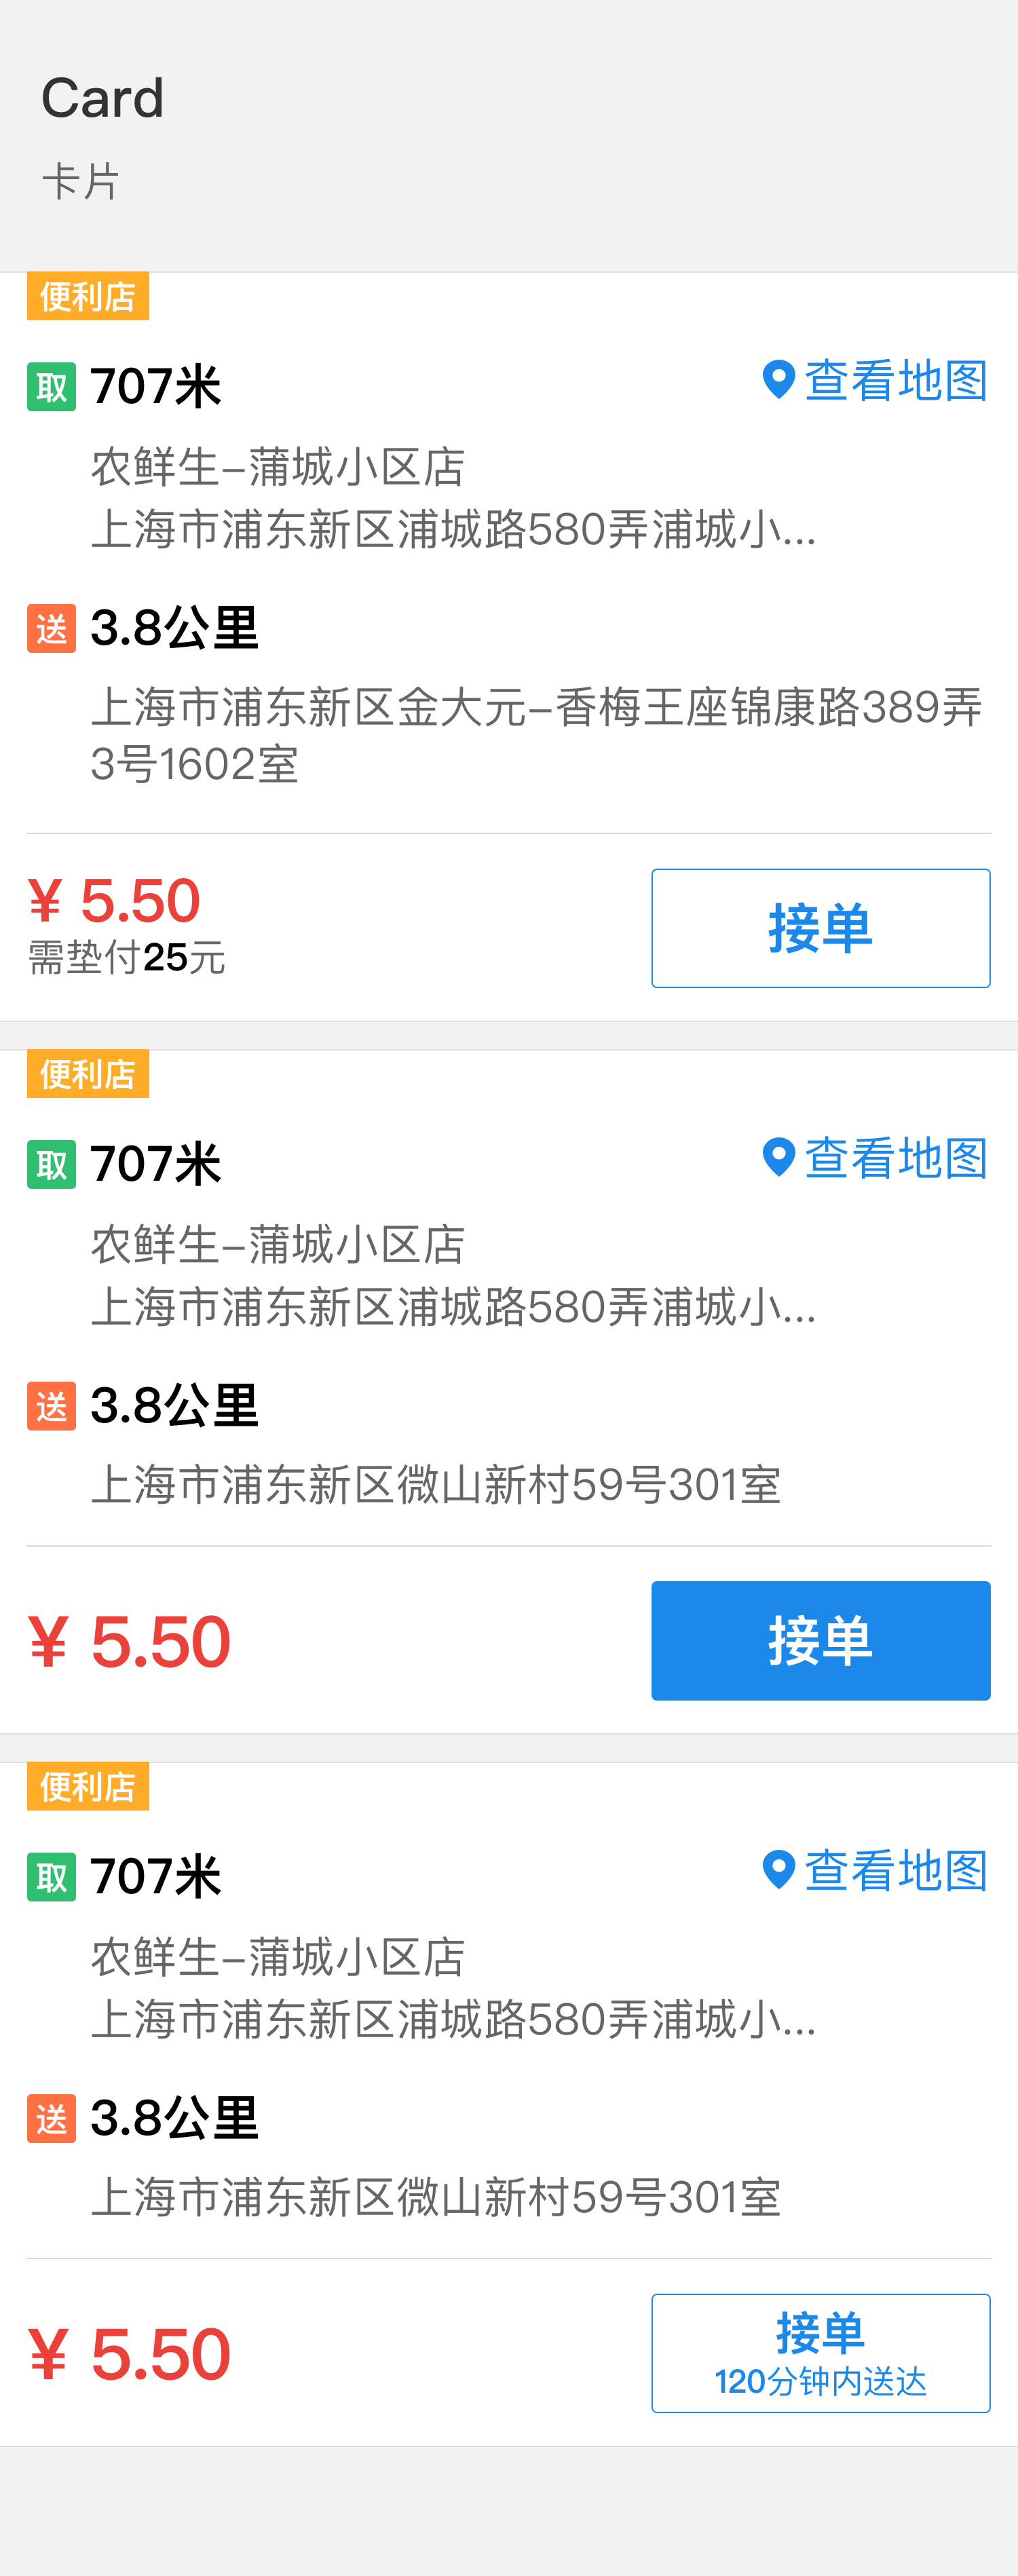 Card
卡片
便利店
取 707米 查看地图
农鲜生-蒲城小区店
上海市浦东新区浦城路580弄浦城小...
送 3.8公里
上海市浦东新区金大元-香梅王座锦康路389弄
3号1602室
¥ 5.50
需垫付25元
接单
便利店
取 707米 查看地图
农鲜生-蒲城小区店
上海市浦东新区浦城路580弄浦城小...
送 3.8公里
上海市浦东新区微山新村59号301室
¥ 5.50 接单
便利店
取 707米 查看地图
农鲜生-蒲城小区店
上海市浦东新区浦城路580弄浦城小...
送 3.8公里
上海市浦东新区微山新村59号301室
¥ 5.50
接单
120分钟内送达